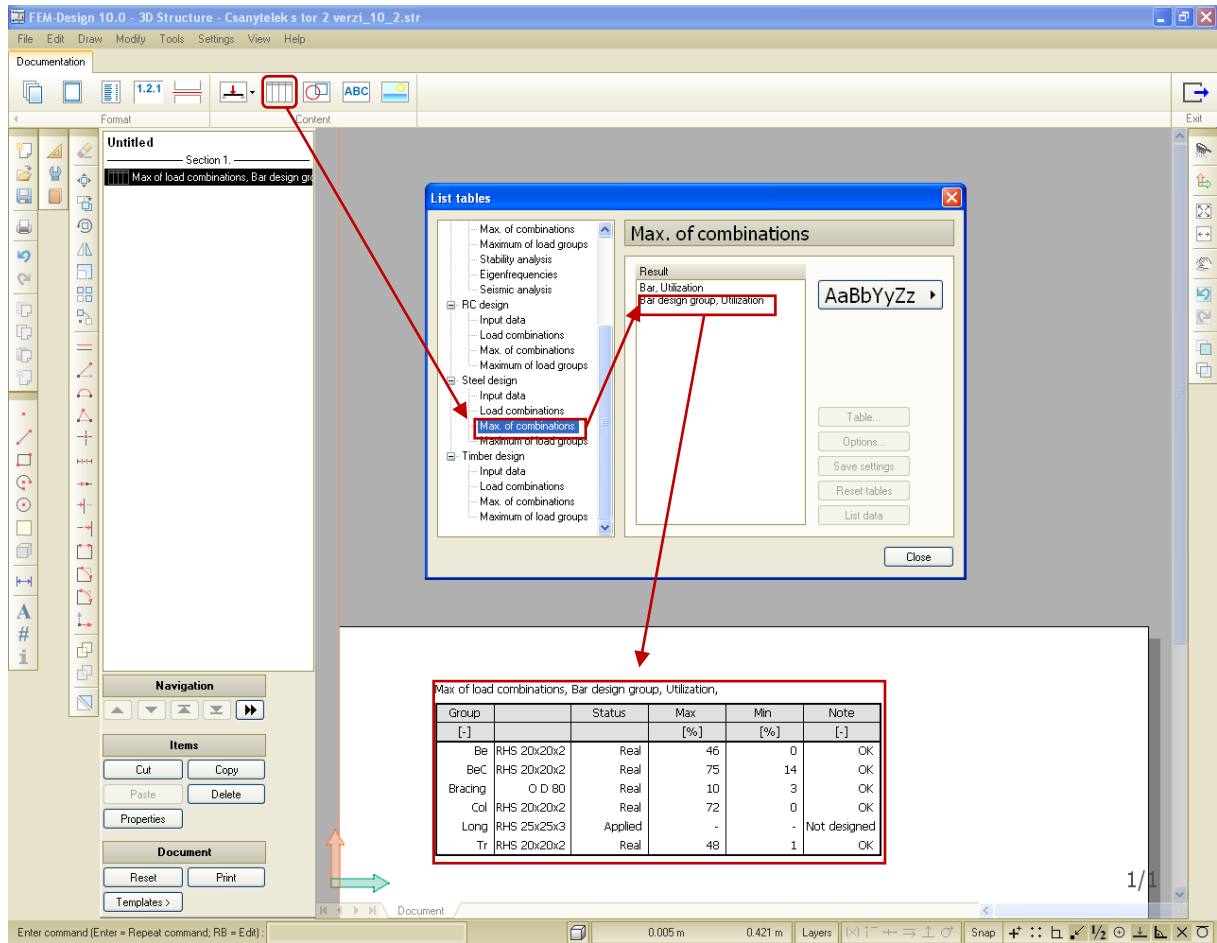 FEM-Design 10.0 - 3D Structure - Csanytelek s tor 2 verzi_10_2.str
File Edit Draw Modify Tools Settings View Help
Documentation
1.2.1
ABC
Format
Content
Exit
Untitled
Section 1.
Max of load combinations, Bar design gro
List tables
Max. of combinations
Maximum of load groups
Stability analysis
Eigenfrequencies
Seismic analysis
RC design
Input data
Load combinations
Max. of combinations
Maximum of load groups
Steel design
Input data
Load combinations
Max. of combinations
Maximum of load groups
Timber design
Input data
Load combinations
Max. of combinations
Maximum of load groups
Max. of combinations
Result
Bar, Utilization
Bar design group, Utilization
AaBbYyZz
Table...
Options...
Save settings
Reset tables
List data
Close
A
#
i
Navigation
Items
Cut Copy
Paste Delete
Properties
Document
Reset Print
Templates >
Max of load combinations, Bar design group, Utilization,
Group Status Max Min Note
[-] [%] [%] [-]
Be RHS 20x20x2 Real 46 0 OK
BeC RHS 20x20x2 Real 75 14 OK
Bracing O D 80 Real 10 3 OK
Col RHS 20x20x2 Real 72 0 OK
Long RHS 25x25x3 Applied - - Not designed
Tr RHS 20x20x2 Real 48 1 OK
1/1
Document
Enter command (Enter = Repeat command; RB = Edit) : 0.005 m 0.421 m Layers Snap 1/2